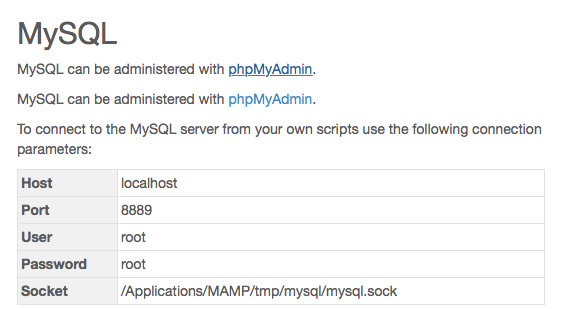 MySQL
MySQL can be administered with phpMyAdmin.
MySQL can be administered with phpMyAdmin.
To connect to the MySQL server from your own scripts use the following connection
parameters:
Host localhost
Port 8889
User root
Password root
Socket /Applications/MAMP/tmp/mysql/mysql.sock